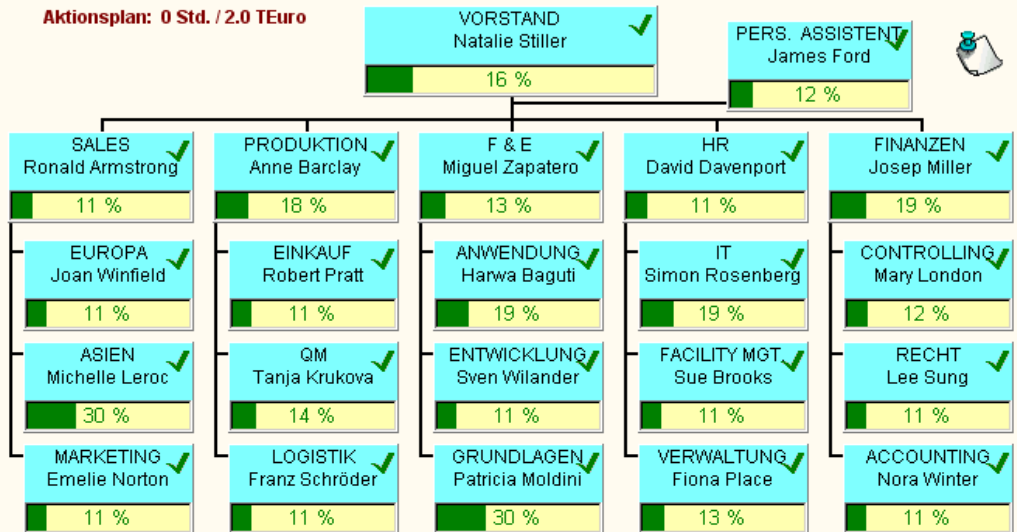 Aktionsplan: 0 Std. / 2.0 TEuro
VORSTAND
Natalie Stiller
16 %
PERS. ASSISTENT
James Ford
12 %
SALES
Ronald Armstrong
11 %
PRODUKTION
Anne Barclay
18 %
F & E
Miguel Zapatero
13 %
HR
David Davenport
11 %
FINANZEN
Josep Miller
19 %
EUROPA
Joan Winfield
11 %
EINKAUF
Robert Pratt
11 %
ANWENDUNG
Harwa Baguti
19 %
IT
Simon Rosenberg
19 %
CONTROLLING
Mary London
12 %
ASIEN
Michelle Leroc
30 %
QM
Tanja Krukova
14 %
ENTWICKLUNG
Sven Wilander
11 %
FACILITY MGT
Sue Brooks
11 %
RECHT
Lee Sung
11 %
MARKETING
Emelie Norton
11 %
LOGISTIK
Franz Schröder
11 %
GRUNDLAGEN
Patricia Moldini
30 %
VERWALTUNG
Fiona Place
13 %
ACCOUNTING
Nora Winter
11 %